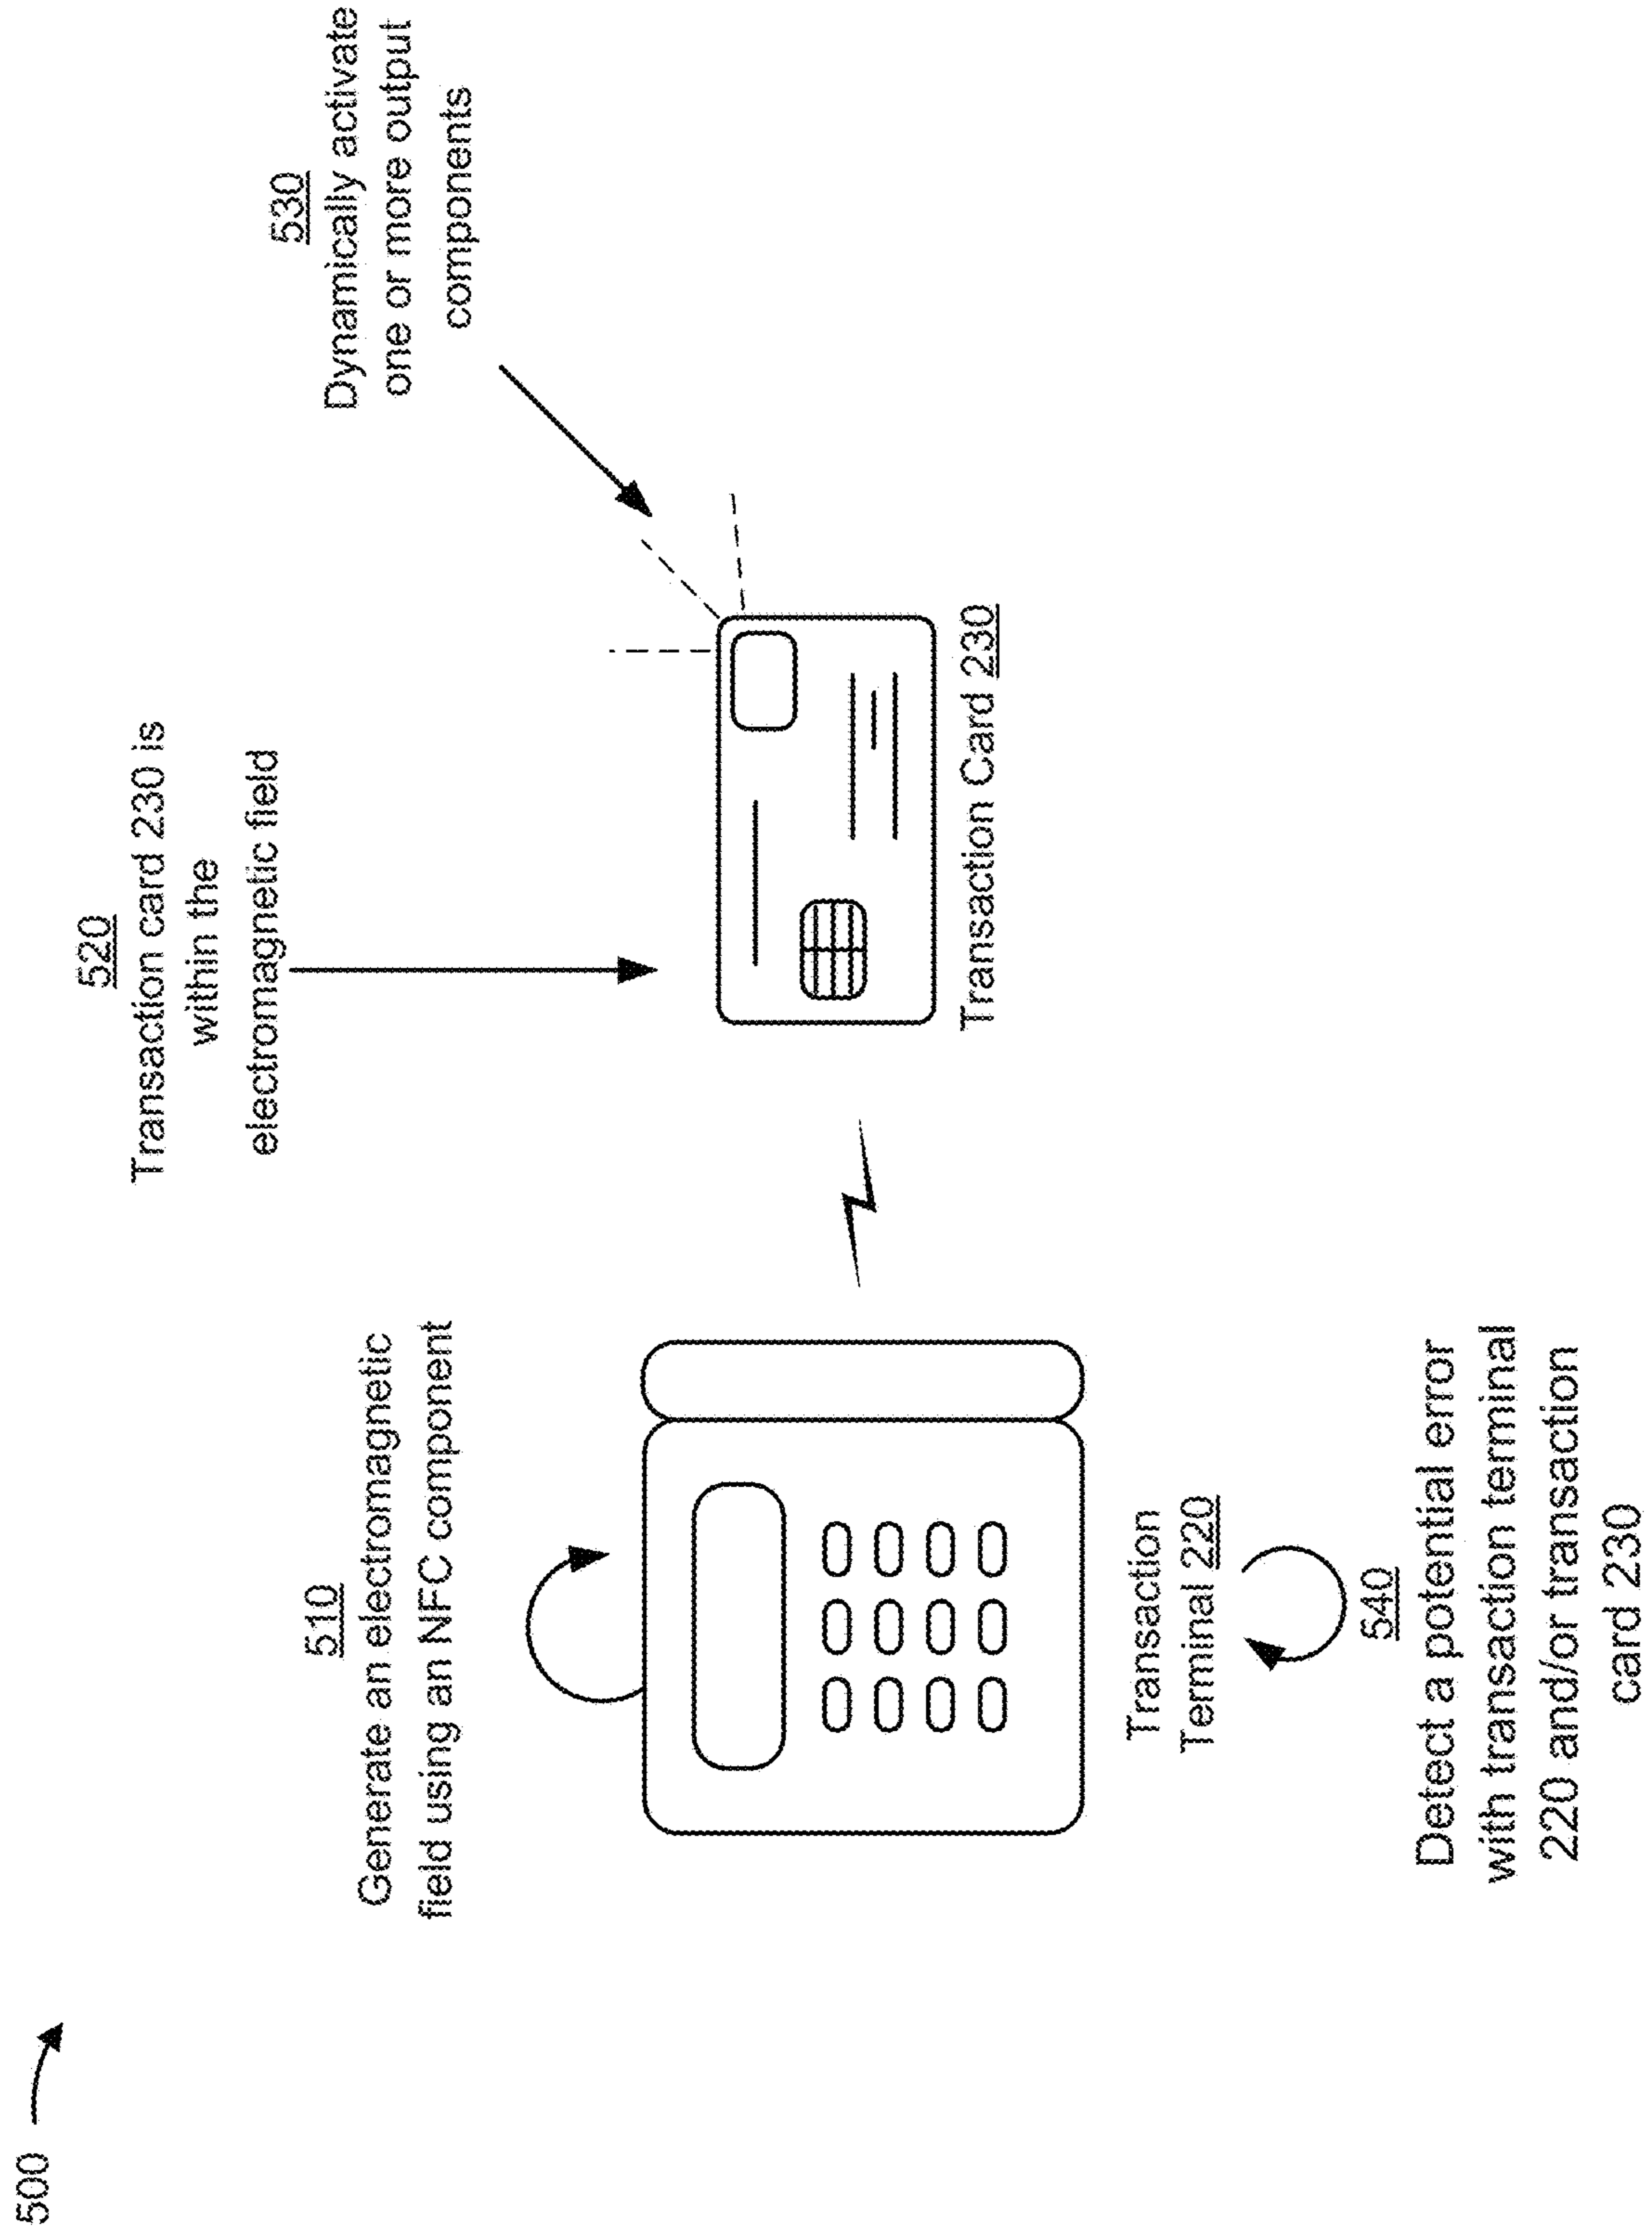 500
510
Generate an electromagnetic
field using an NFC component
520
Transaction card 230 is
within the
electromagnetic field
530
Dynamically activate
one or more output
components
Transaction
Terminal 220
Transaction Card 230
540
Detect a potential error
with transaction terminal
220 and/or transaction
card 230